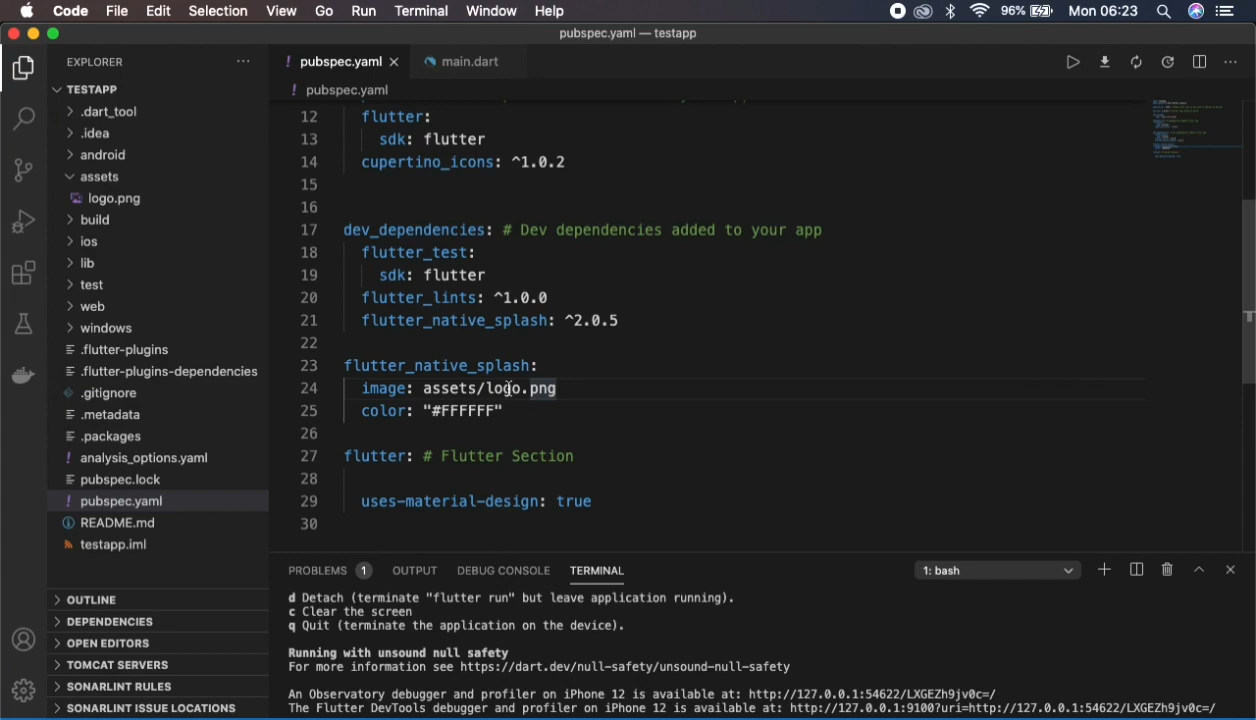 Code File Edit Selection View Go Run Terminal Window Help 96% Mon 06:23
pubspec.yaml — testapp
EXPLORER
TESTAPP
.dart_tool
.idea
android
assets
logo.png
build
ios
lib
test
web
windows
.flutter-plugins
.flutter-plugins-dependencies
.gitignore
.metadata
.packages
analysis_options.yaml
pubspec.lock
pubspec.yaml
README.md
testapp.iml
OUTLINE
DEPENDENCIES
OPEN EDITORS
TOMCAT SERVERS
SONARLINT RULES
SONARLINT ISSUE LOCATIONS
! pubspec.yaml main.dart
! pubspec.yaml
12 flutter:
13 sdk: flutter
14 cupertino_icons: ^1.0.2
15
16
17 dev_dependencies: # Dev dependencies added to your app
18 flutter_test:
19 sdk: flutter
20 flutter_lints: ^1.0.0
21 flutter_native_splash: ^2.0.5
22
23 flutter_native_splash:
24 image: assets/logo.png
25 color: "#FFFFFF"
26
27 flutter: # Flutter Section
28
29 uses-material-design: true
30
PROBLEMS 1 OUTPUT DEBUG CONSOLE TERMINAL 1: bash
d Detach (terminate "flutter run" but leave application running).
c Clear the screen
q Quit (terminate the application on the device).
Running with unsound null safety
For more information see https://dart.dev/null-safety/unsound-null-safety
An Observatory debugger and profiler on iPhone 12 is available at: http://127.0.0.1:54622/LXGEZh9jv0c=/
The Flutter DevTools debugger and profiler on iPhone 12 is available at: http://127.0.0.1:9100?uri=http://127.0.0.1:54622/LXGEZh9jv0c=/